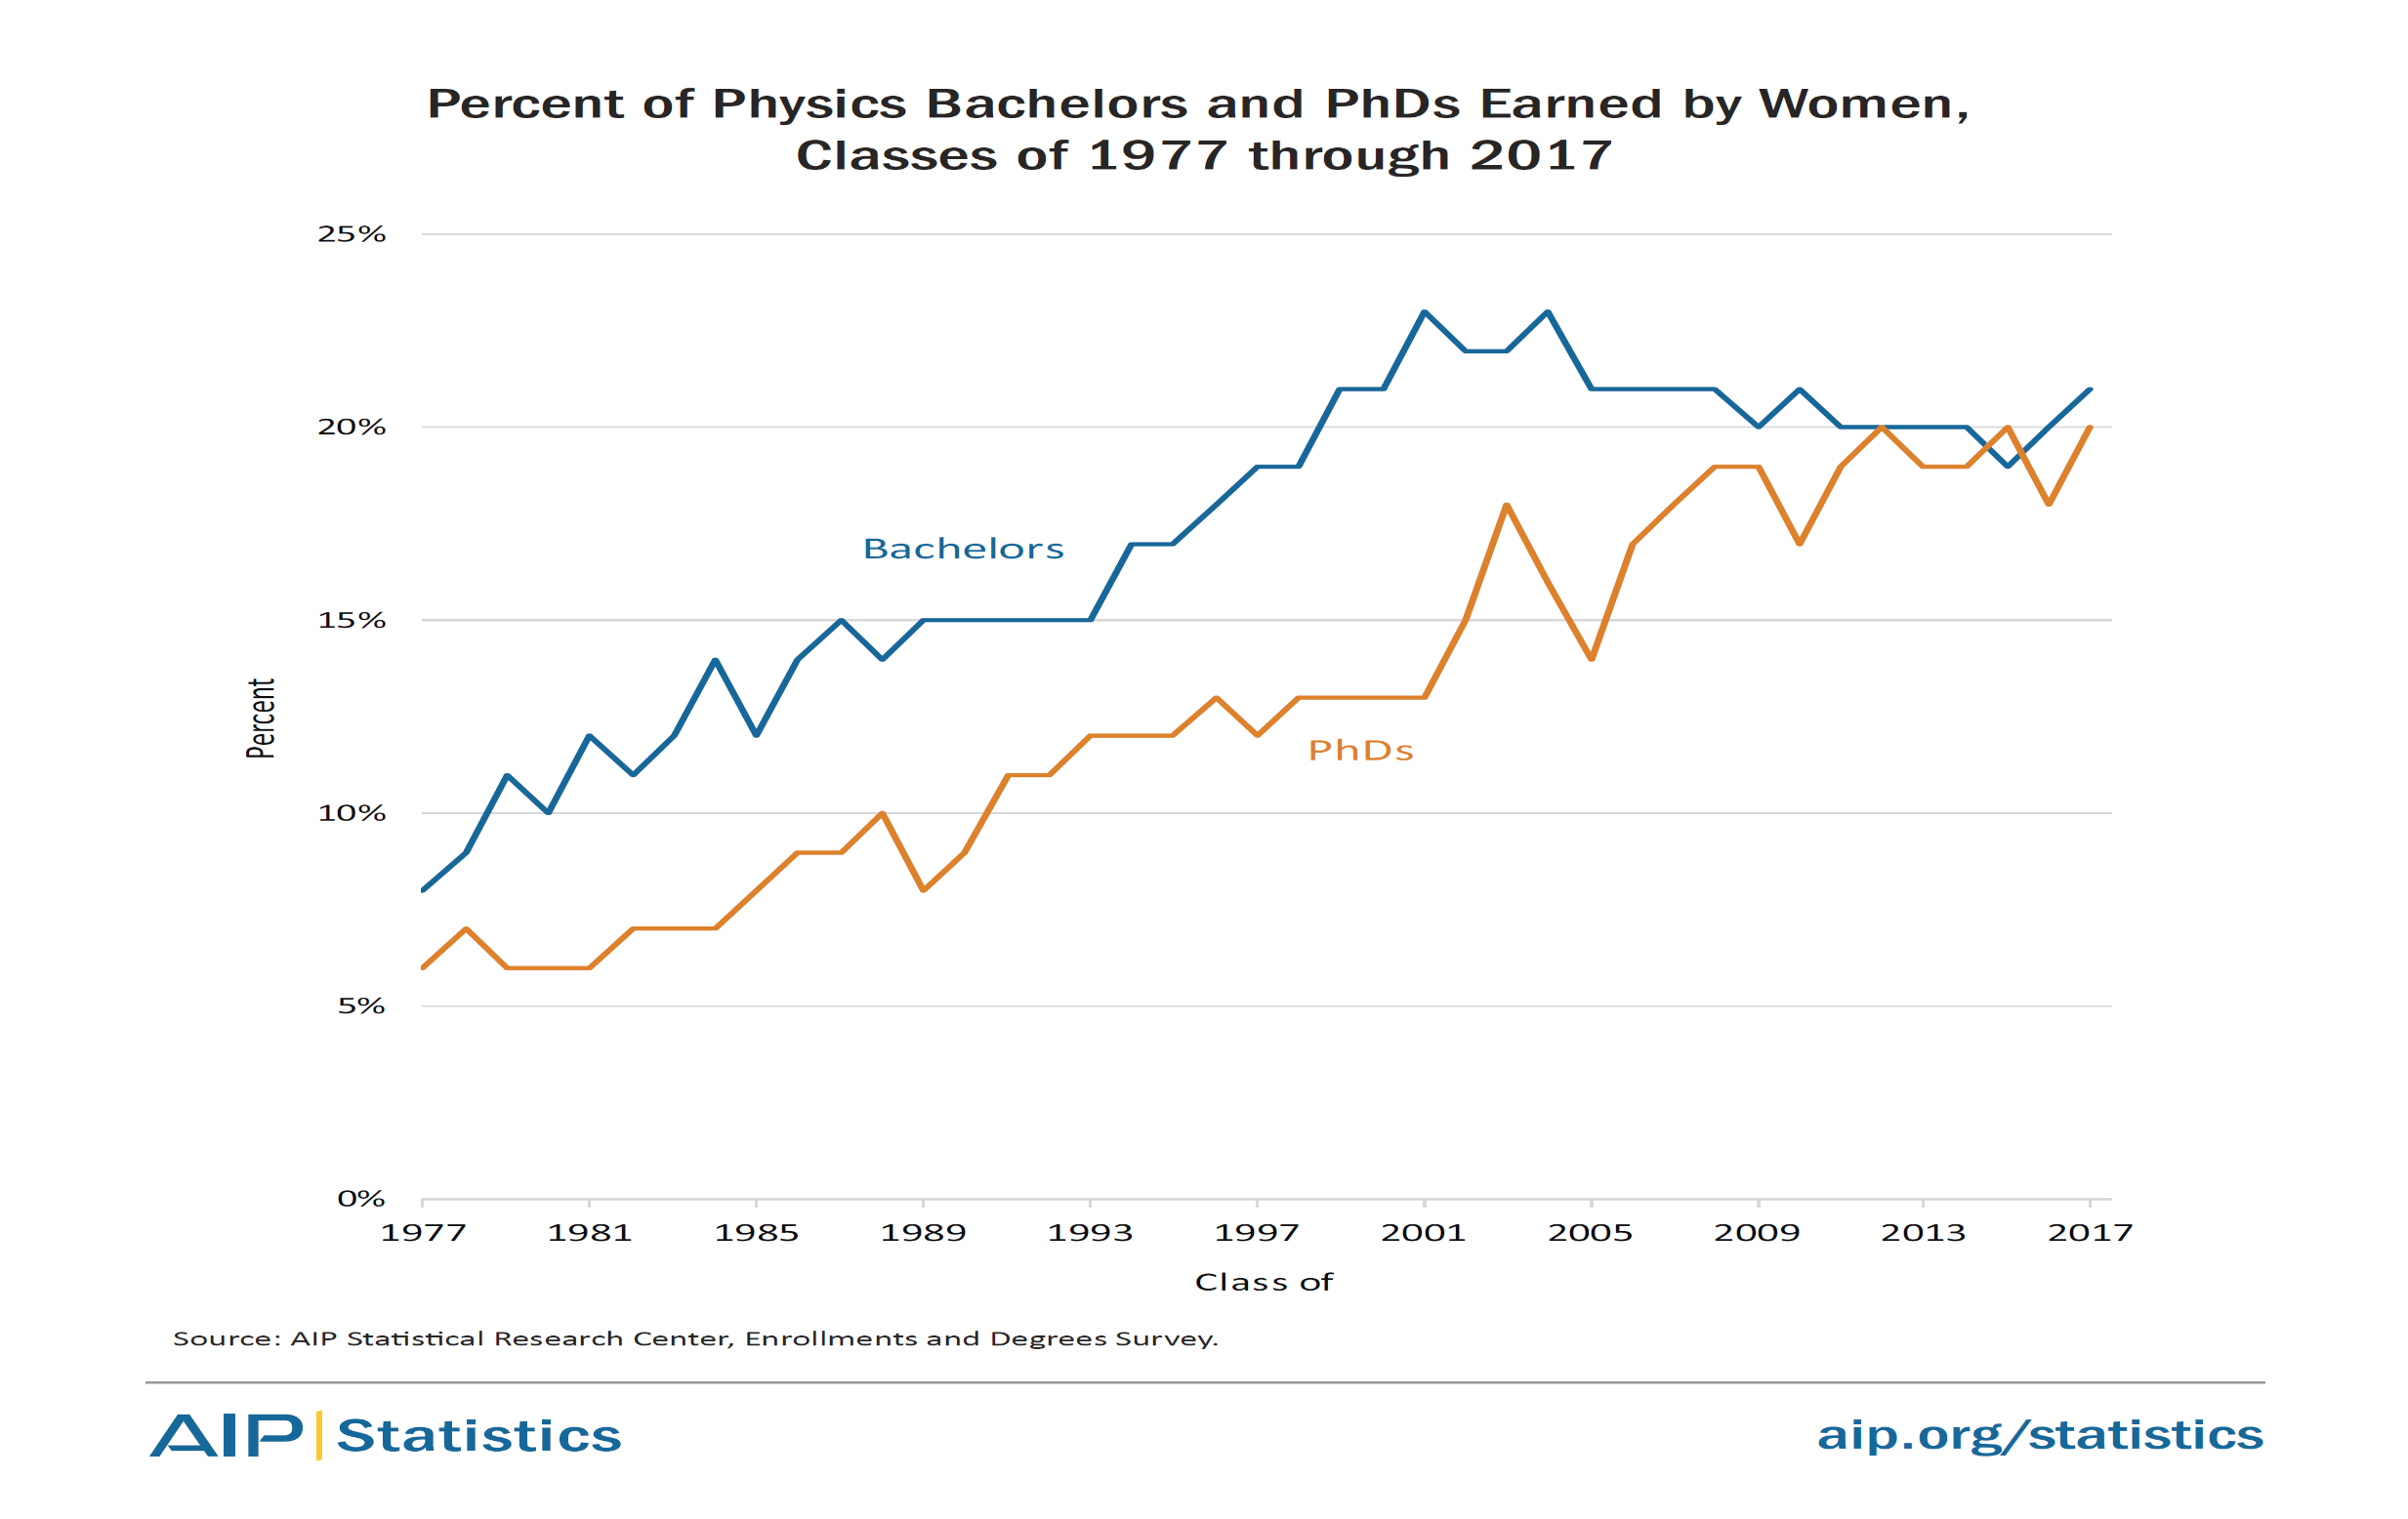 Percent of Physics Bachelors and PhDs Earned by Women,
Classes of 1977 through 2017
25%
20%
15%
10%
5%
0%
Percent
Bachelors
PhDs
1977 1981 1985 1989 1993 1997 2001 2005 2009 2013 2017
Class of
Source: AIP Statistical Research Center, Enrollments and Degrees Survey.
AIP Statistics
aip.org/statistics